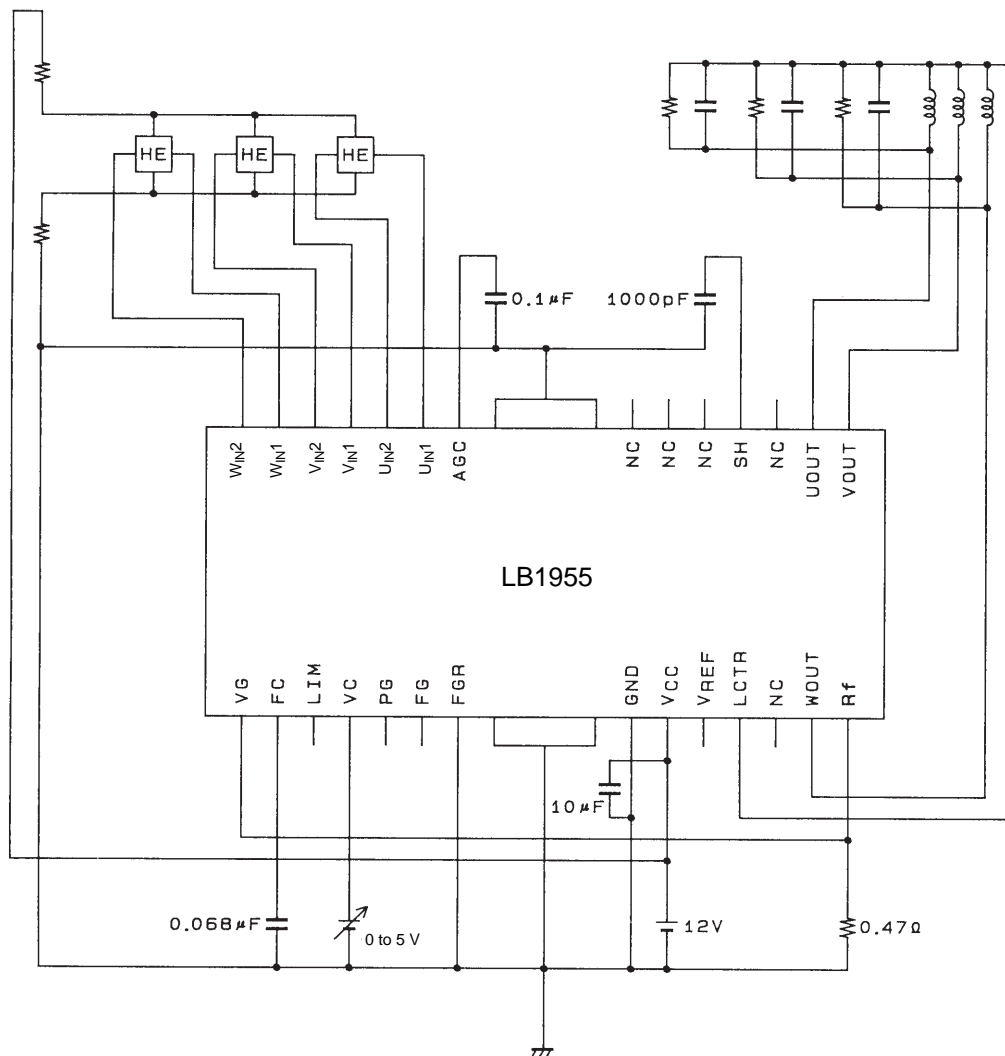 HE
HE
HE
0.1μF
1000pF
WIN2
WIN1
VIN2
VIN1
UIN2
UIN1
AGC
NC
NC
NC
SH
NC
UOUT
VOUT
LB1955
VG
FC
LIM
VC
PG
FG
FGR
GND
VCC
VREF
LCTR
NC
WOUT
Rf
10μF
0.068μF
0 to 5 V
12V
0.47Ω